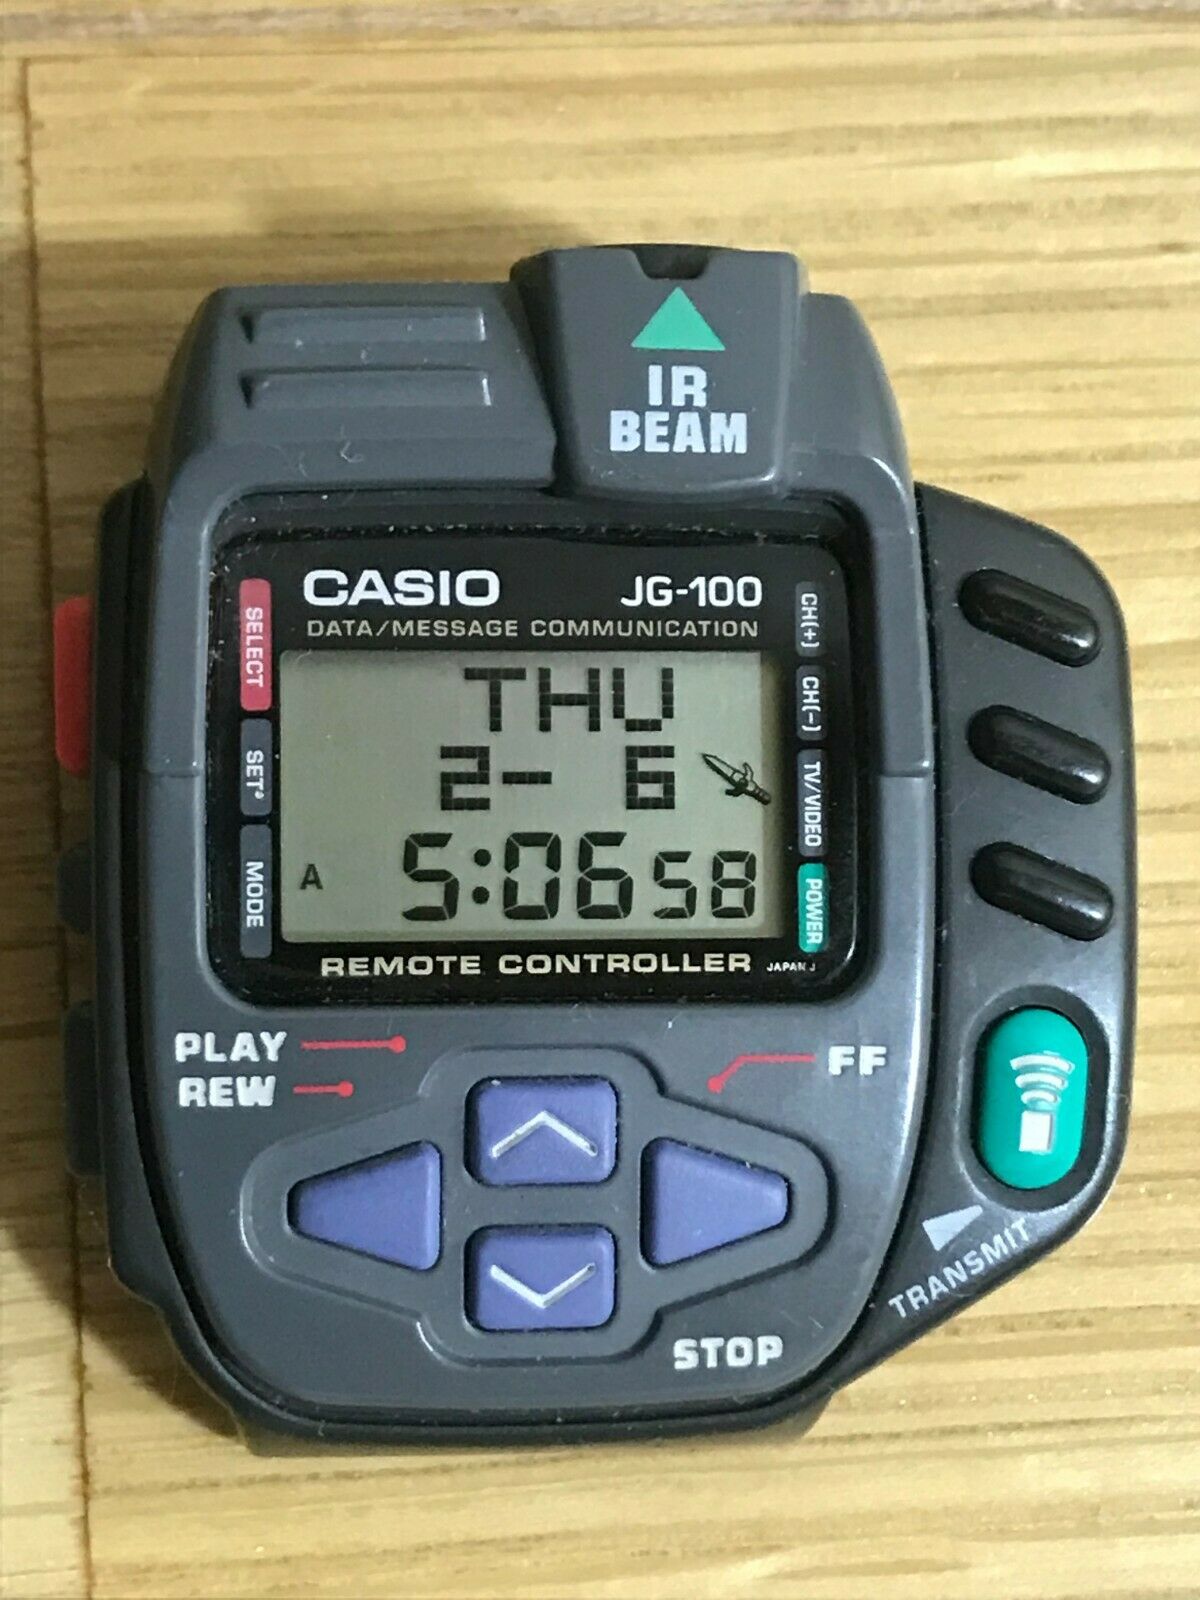 IR
BEAM
CASIO JG-100
DATA/MESSAGE COMMUNICATION
SELECT
SET
MODE
THU
2- 6
A 5:06 58
CH(+)
CH(-)
TV/VIDEO
POWER
REMOTE CONTROLLER
JAPAN J
PLAY
REW
FF
STOP
TRANSMIT